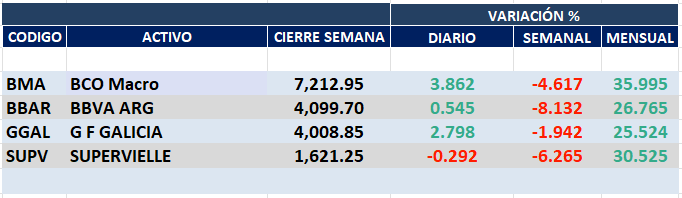 VARIACIÓN %
CODIGO ACTIVO CIERRE SEMANA DIARIO SEMANAL MENSUAL
BMA BCO Macro 7,212.95 3.862 -4.617 35.995
BBAR BBVA ARG 4,099.70 0.545 -8.132 26.765
GGAL G F GALICIA 4,008.85 2.798 -1.942 25.524
SUPV SUPERVIELLE 1,621.25 -0.292 -6.265 30.525